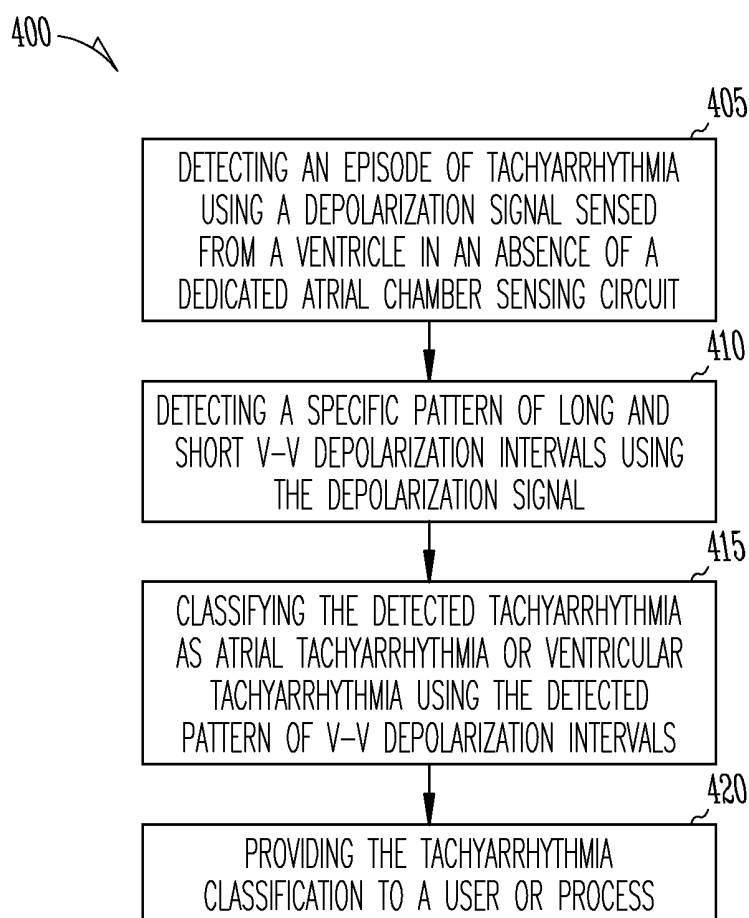 400
405
DETECTING AN EPISODE OF TACHYARRHYTHMIA
USING A DEPOLARIZATION SIGNAL SENSED
FROM A VENTRICLE IN AN ABSENCE OF A
DEDICATED ATRIAL CHAMBER SENSING CIRCUIT
410
DETECTING A SPECIFIC PATTERN OF LONG AND
SHORT V-V DEPOLARIZATION INTERVALS USING
THE DEPOLARIZATION SIGNAL
415
CLASSIFYING THE DETECTED TACHYARRHYTHMIA
AS ATRIAL TACHYARRHYTHMIA OR VENTRICULAR
TACHYARRHYTHMIA USING THE DETECTED
PATTERN OF V-V DEPOLARIZATION INTERVALS
420
PROVIDING THE TACHYARRHYTHMIA
CLASSIFICATION TO A USER OR PROCESS